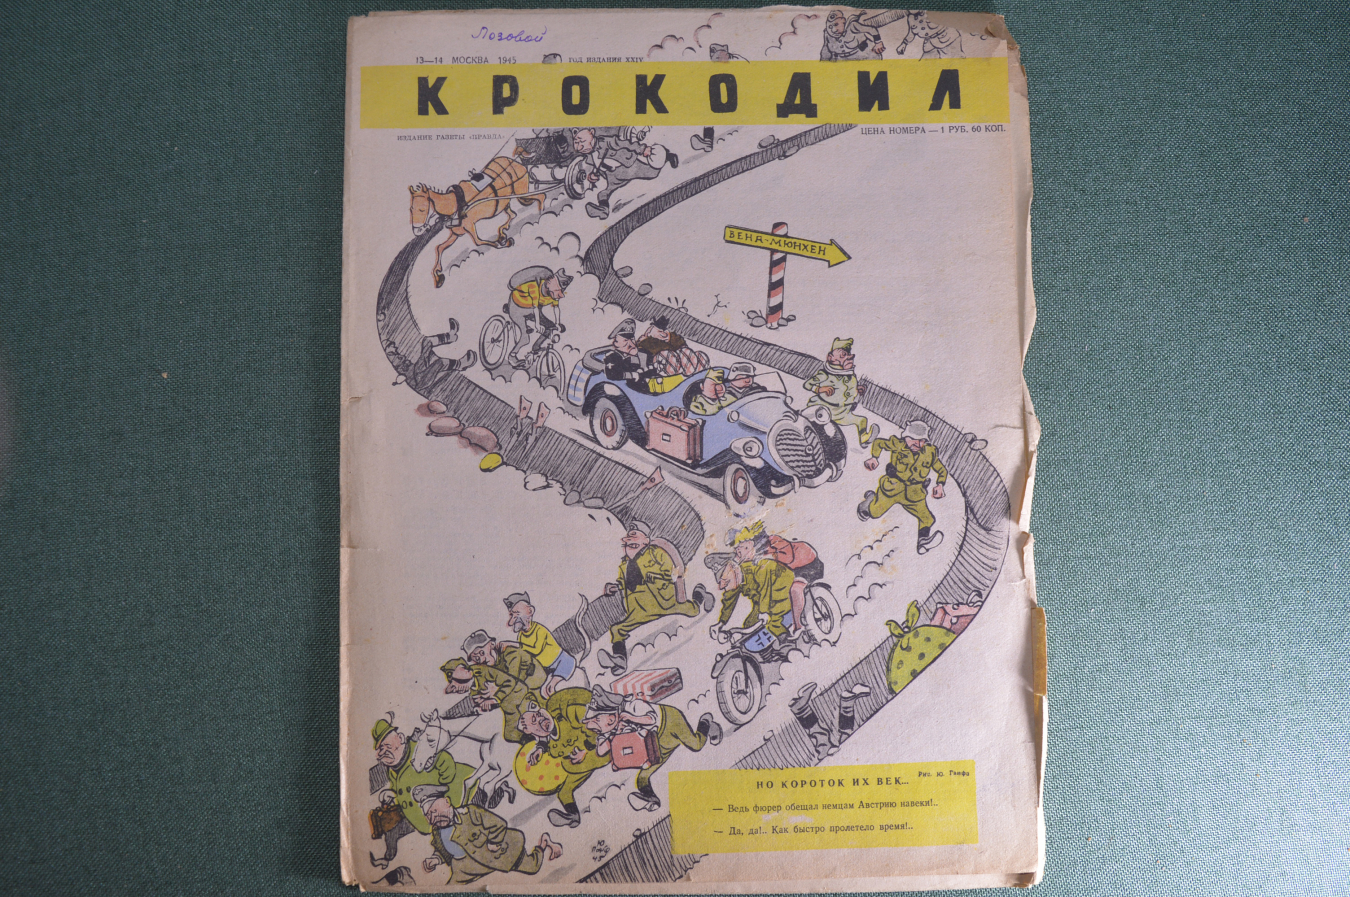 Лозовой
13—14 МОСКВА 1945 ГОД ИЗДАНИЯ XXIV
КРОКОДИЛ
ИЗДАНИЕ ГАЗЕТЫ «ПРАВДА»
ЦЕНА НОМЕРА — 1 РУБ. 60 КОП.
ВЕНА-МЮНХЕН
Рис. Ю. Ганфа
НО КОРОТОК ИХ ВЕК...
— Ведь фюрер обещал немцам Австрию навеки!..
— Да, да!.. Как быстро пролетело время!..
Ю.
45